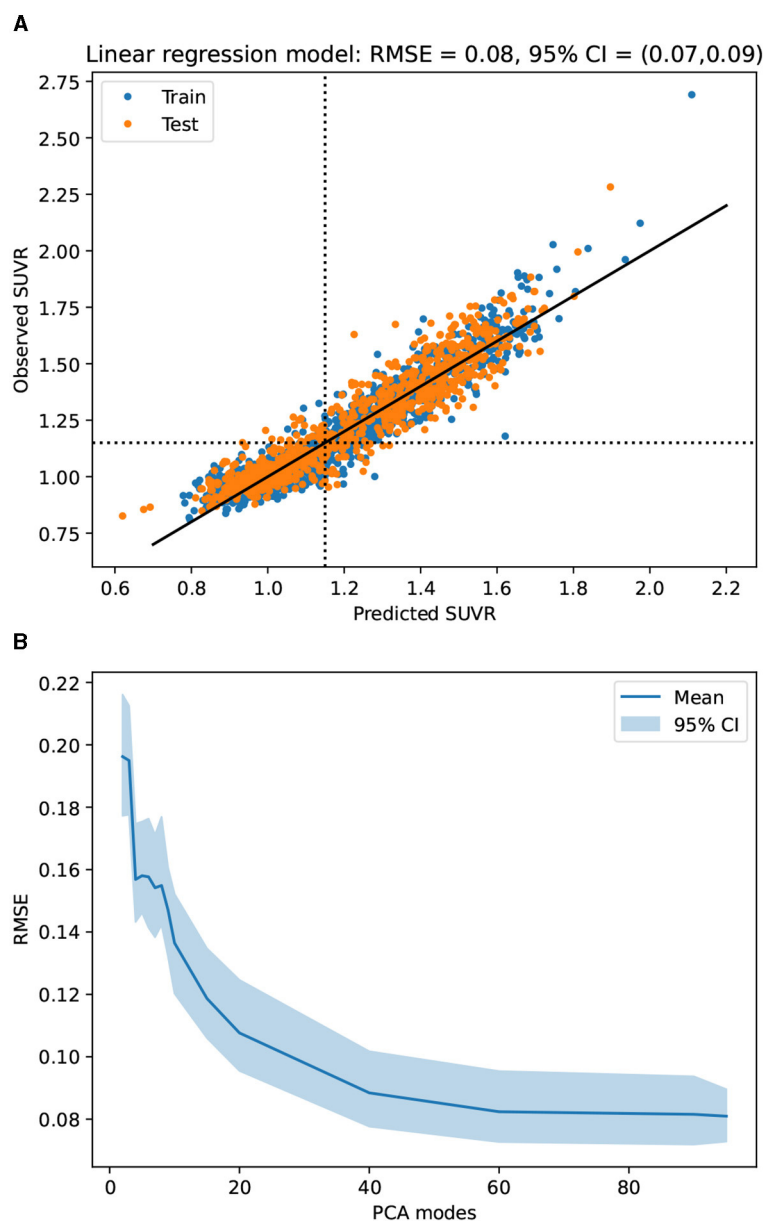 A
Linear regression model: RMSE = 0.08, 95% CI = (0.07,0.09)
Train
Test
2.75
2.50
2.25
2.00
1.75
1.50
1.25
1.00
0.75
Observed SUVR
0.6 0.8 1.0 1.2 1.4 1.6 1.8 2.0 2.2
Predicted SUVR
B
Mean
95% CI
0.22
0.20
0.18
0.16
0.14
0.12
0.10
0.08
RMSE
0 20 40 60 80
PCA modes